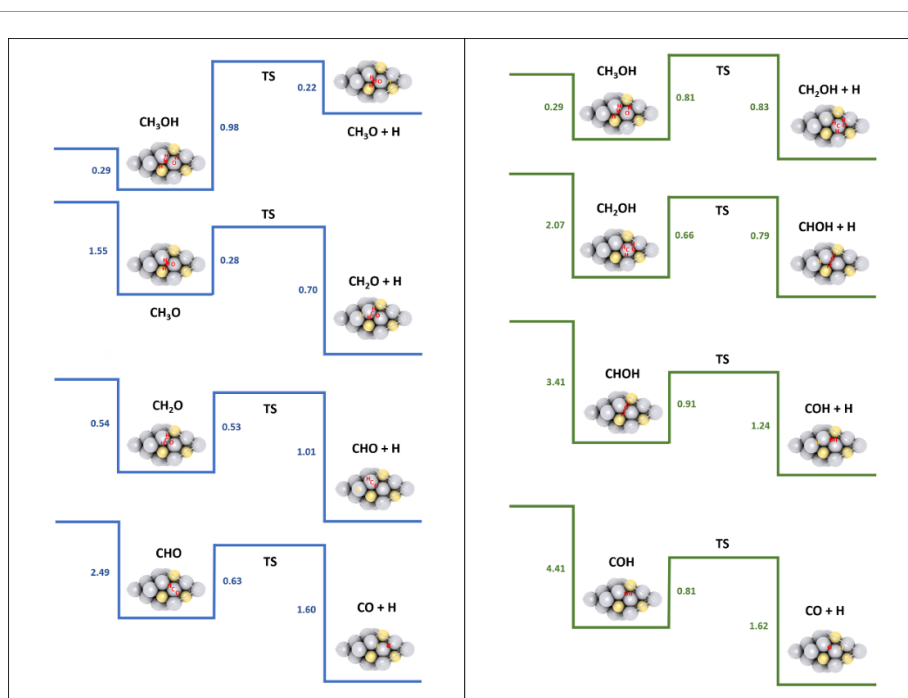 TS
0.22
CH₃OH
0.98
CH₃O + H
0.29
TS
1.55
0.28
0.70
CH₂O + H
CH₃O
CH₂O
TS
0.54
0.53
1.01
CHO + H
CHO
TS
2.49
0.63
1.60
CO + H
CH₃OH
TS
0.29
0.81
0.83
CH₂OH + H
CH₂OH
TS
2.07
0.66
0.79
CHOH + H
CHOH
TS
3.41
0.91
1.24
COH + H
COH
TS
4.41
0.81
1.62
CO + H